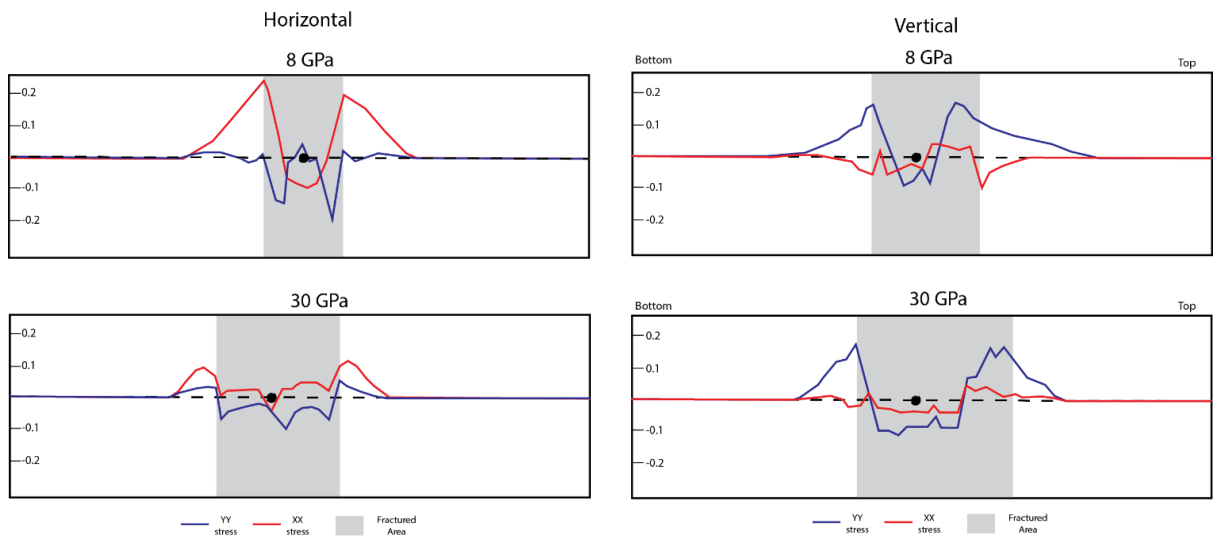 Horizontal
8 GPa
0.2
0.1
-0.1
-0.2
30 GPa
0.2
0.1
-0.1
-0.2
YY
stress
XX
stress
Fractured
Area
Vertical
Bottom
8 GPa
Top
0.2
0.1
-0.1
-0.2
Bottom
30 GPa
Top
0.2
0.1
-0.1
-0.2
YY
stress
XX
stress
Fractured
Area